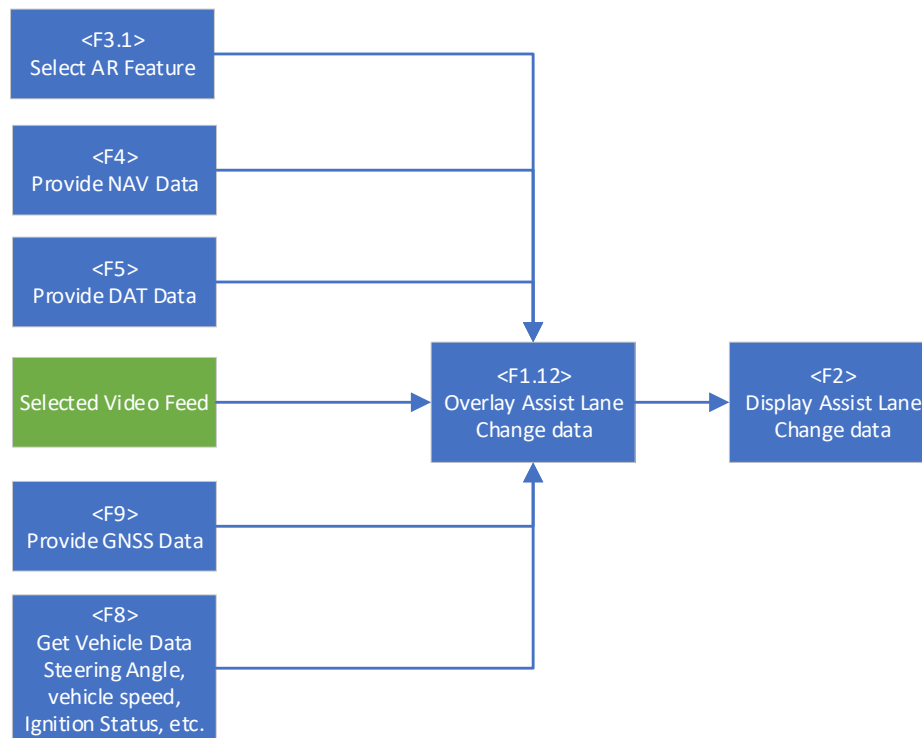 <F3.1>
Select AR Feature
<F4>
Provide NAV Data
<F5>
Provide DAT Data
Selected Video Feed
<F1.12>
Overlay Assist Lane
Change data
<F2>
Display Assist Lane
Change data
<F9>
Provide GNSS Data
<F8>
Get Vehicle Data
Steering Angle,
vehicle speed,
Ignition Status, etc.